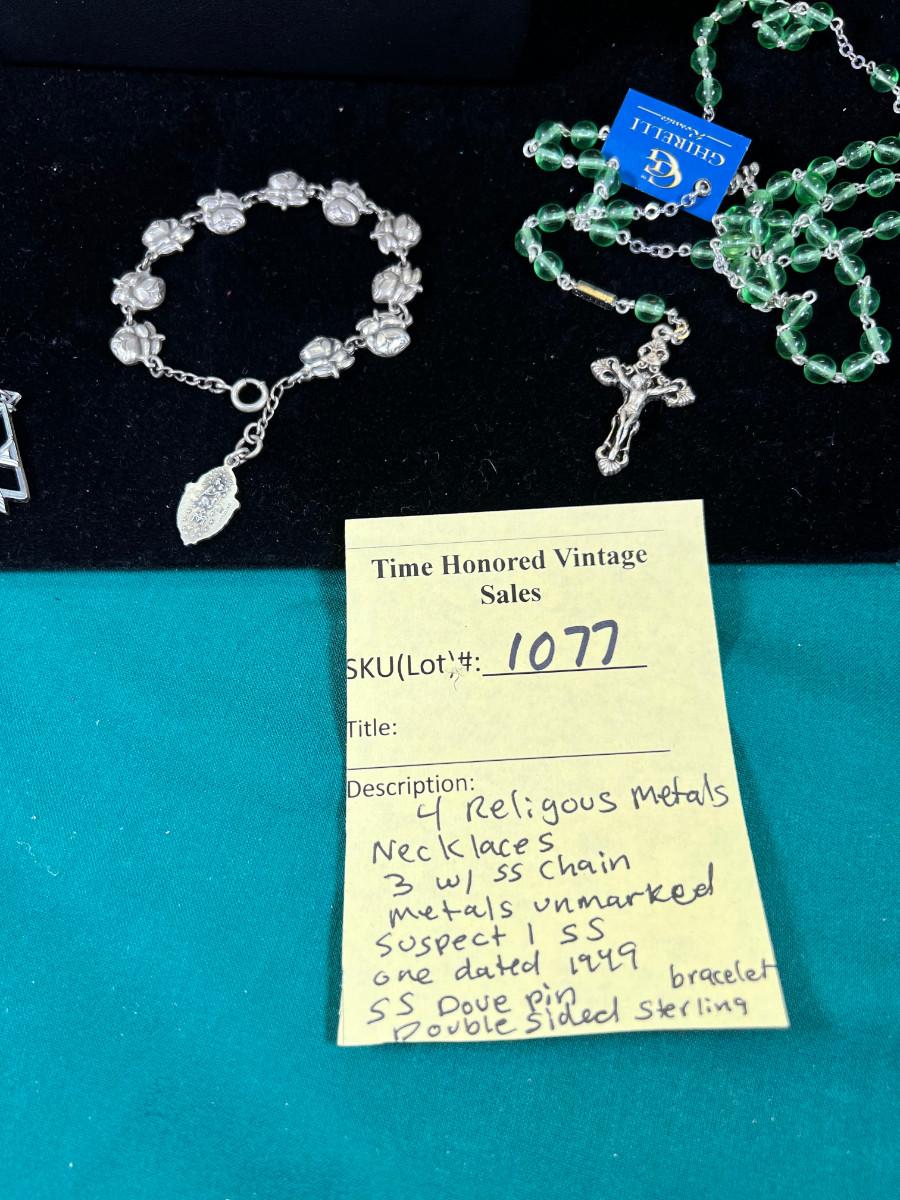 GHIRELLI
G
Time Honored Vintage
Sales
SKU(Lot)#: 1077
Title:
Description:
4 Religous metals
Necklaces
3 w/ SS Chain
metals unmarked
Suspect 1 SS
one dated 1949
SS Dove pin bracelet
Double sided Sterling